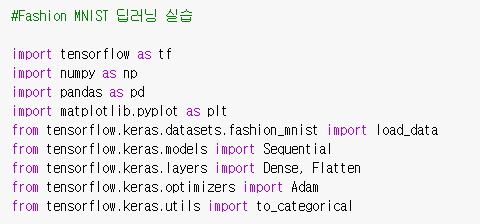 #Fashion MNIST 딥러닝 실습
import tensorflow as tf
import numpy as np
import pandas as pd
import matplotlib.pyplot as plt
from tensorflow.keras.datasets.fashion_mnist import load_data
from tensorflow.keras.models import Sequential
from tensorflow.keras.layers import Dense, Flatten
from tensorflow.keras.optimizers import Adam
from tensorflow.keras.utils import to_categorical